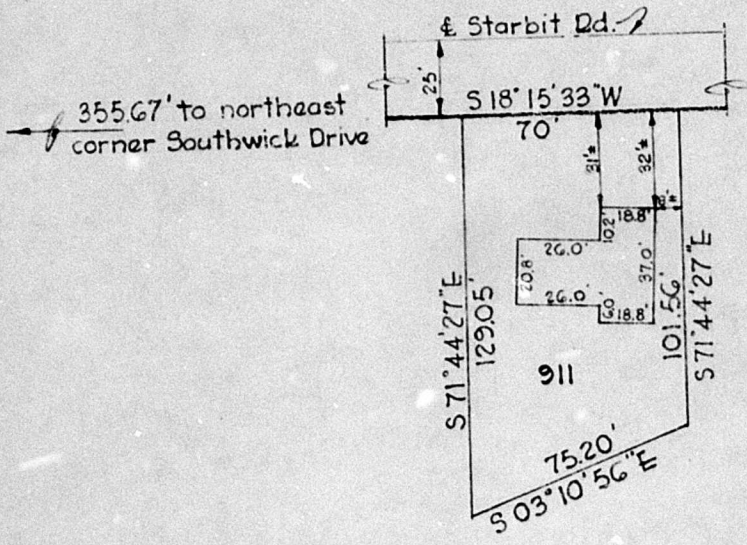 ℄ Starbit Rd.
25'
S 18° 15' 33" W
70'
355.67' to northeast
corner Southwick Drive
31'±
32'±
18.8'
10.2'
26.0'
20.8'
37.0'
26.0'
6.0'
18.8'
S 71° 44' 27" E
129.05'
101.56'
S 71° 44' 27" E
911
75.20'
S 03° 10' 56" E